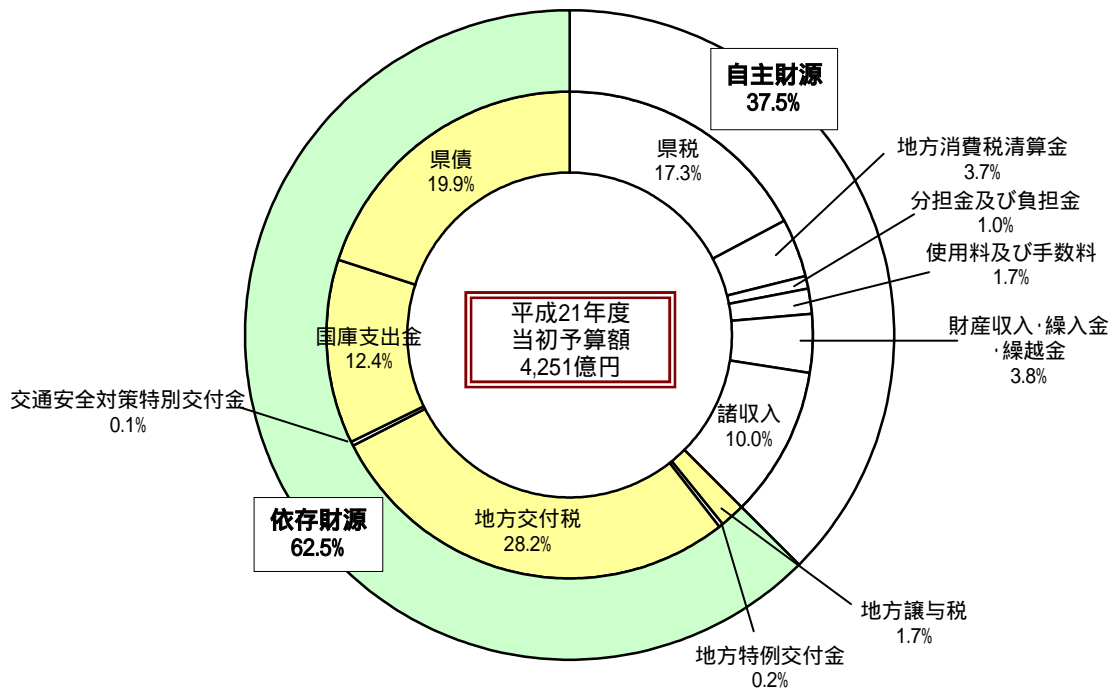 自主財源
37.5%
県税
17.3%
地方消費税清算金
3.7%
分担金及び負担金
1.0%
使用料及び手数料
1.7%
財産収入・繰入金
・繰越金
3.8%
諸収入
10.0%
地方譲与税
1.7%
地方特例交付金
0.2%
地方交付税
28.2%
依存財源
62.5%
交通安全対策特別交付金
0.1%
国庫支出金
12.4%
県債
19.9%
平成21年度
当初予算額
4,251億円